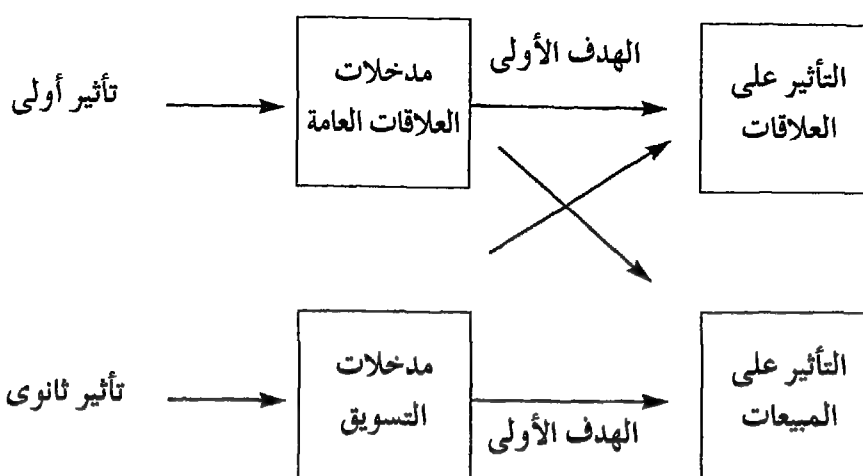 الهدف الأولى
التأثير على
العلاقات
مدخلات
العلاقات العامة
تأثير أولى
التأثير على
المبيعات
الهدف الأولى
مدخلات
التسويق
تأثير ثانوى